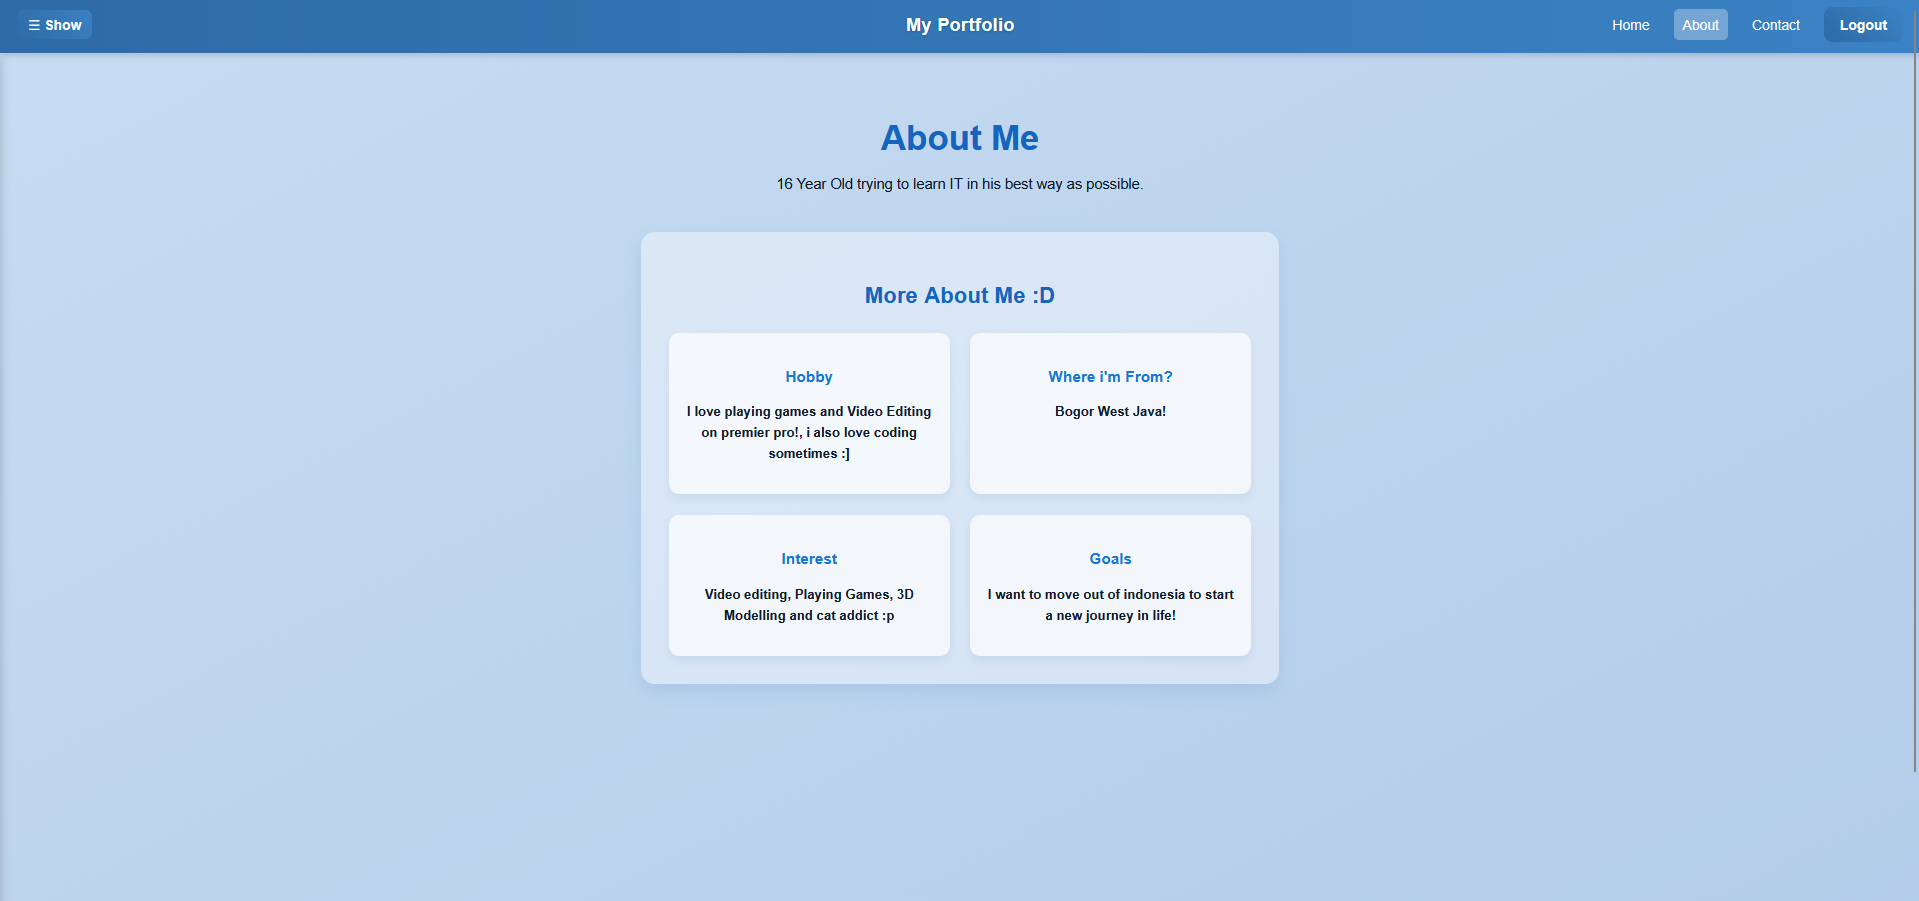 ☰ Show
My Portfolio
Home
About
Contact
Logout
About Me
16 Year Old trying to learn IT in his best way as possible.
More About Me :D
Hobby
I love playing games and Video Editing
on premier pro!, i also love coding
sometimes :]
Where i'm From?
Bogor West Java!
Interest
Video editing, Playing Games, 3D
Modelling and cat addict :p
Goals
I want to move out of indonesia to start
a new journey in life!